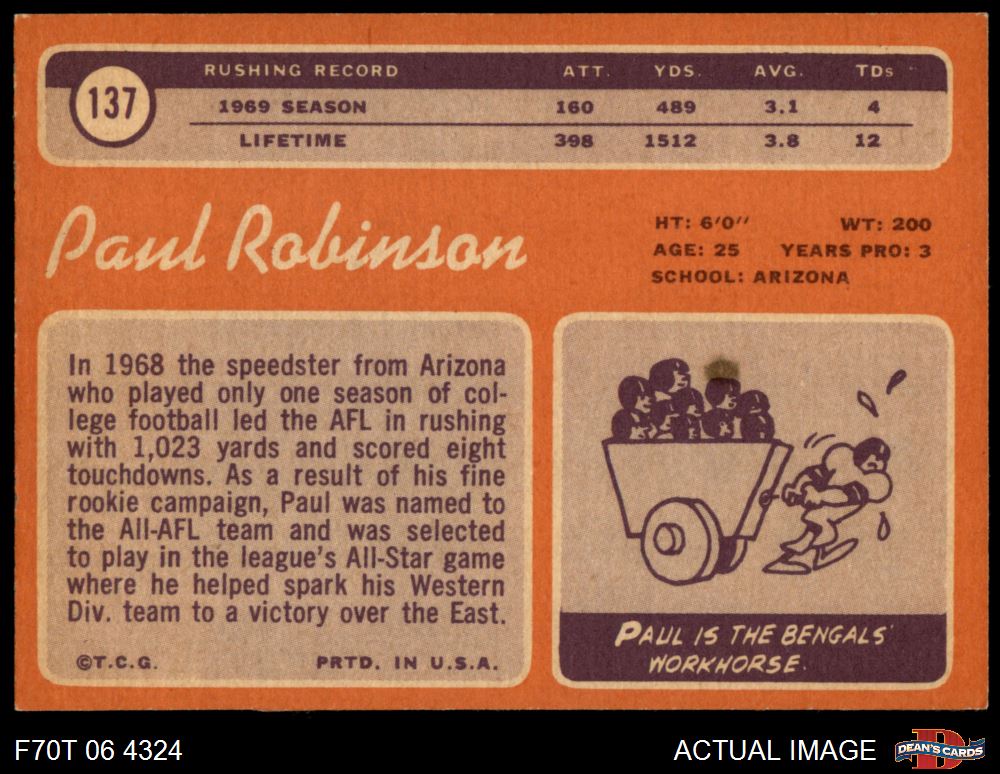 137
RUSHING RECORD ATT. YDS. AVG. TDs
1969 SEASON 160 489 3.1 4
LIFETIME 398 1512 3.8 12
Paul Robinson
HT: 6'0" WT: 200
AGE: 25 YEARS PRO: 3
SCHOOL: ARIZONA
In 1968 the speedster from Arizona
who played only one season of col-
lege football led the AFL in rushing
with 1,023 yards and scored eight
touchdowns. As a result of his fine
rookie campaign, Paul was named to
the All-AFL team and was selected
to play in the league's All-Star game
where he helped spark his Western
Div. team to a victory over the East.
©T.C.G. PRTD. IN U.S.A.
PAUL IS THE BENGALS'
WORKHORSE.
F70T 06 4324 ACTUAL IMAGE
D
DEAN'S CARDS